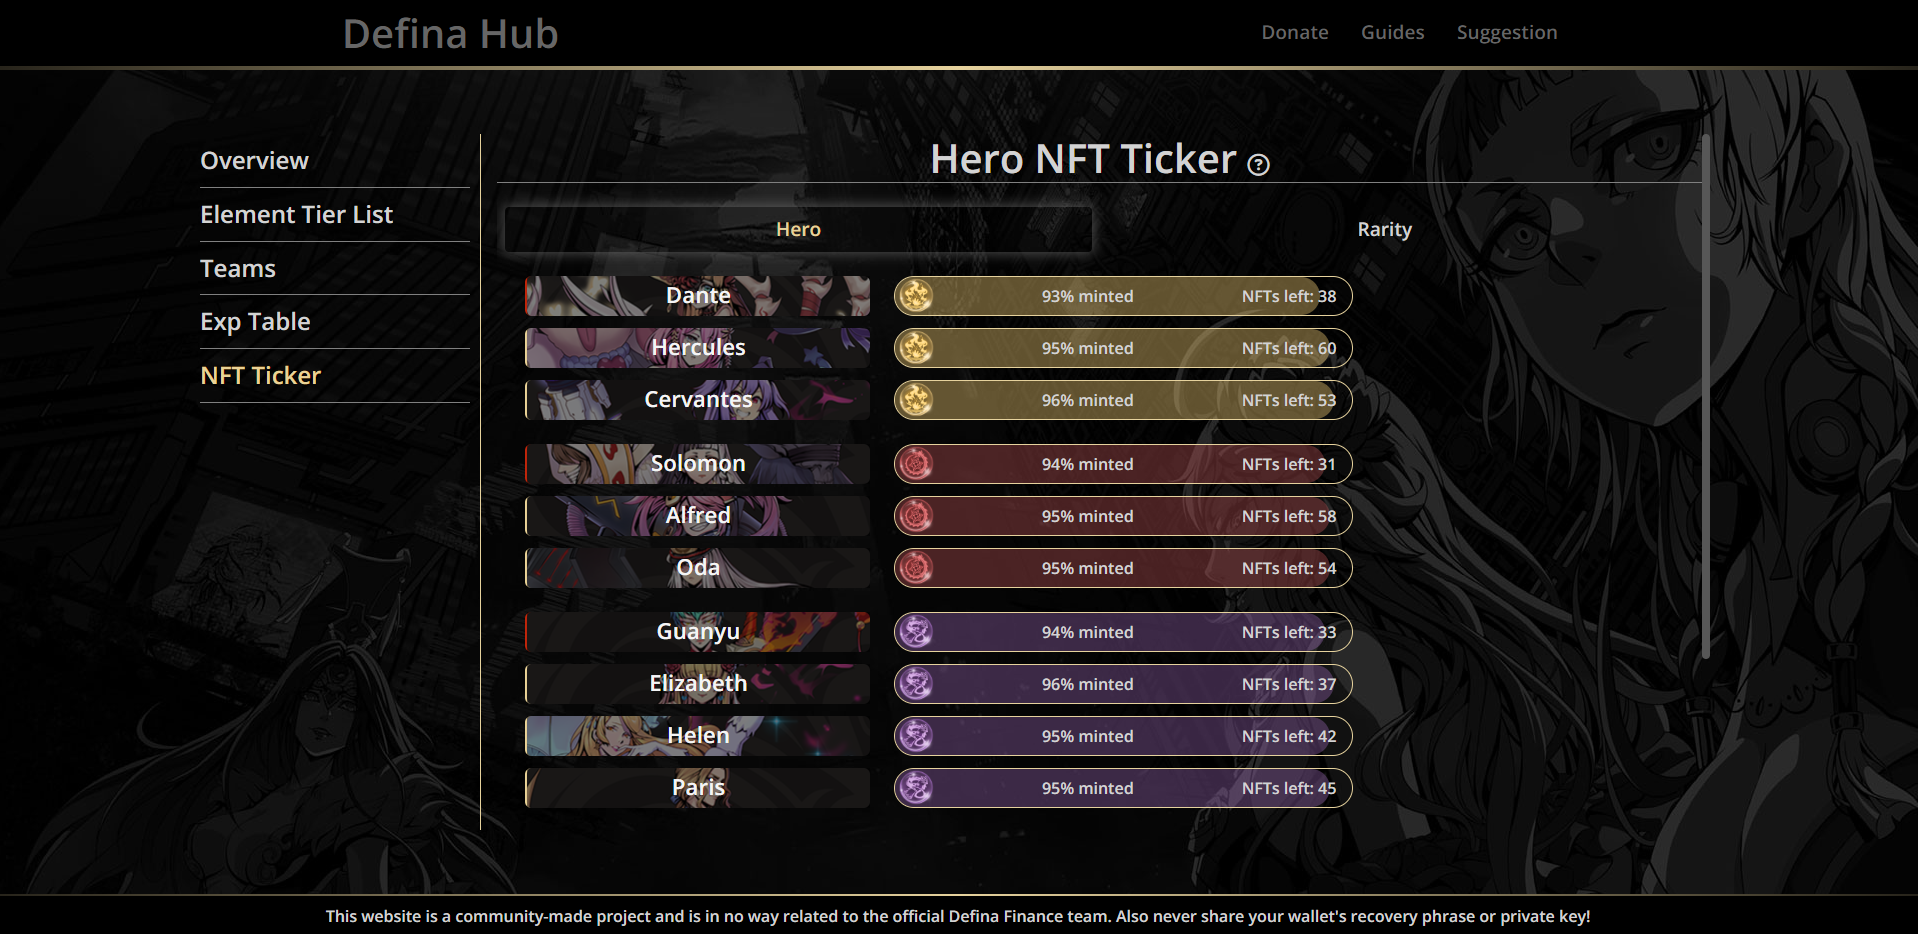 Defina Hub
Donate
Guides
Suggestion
Overview
Element Tier List
Teams
Exp Table
NFT Ticker
Hero NFT Ticker ?
Hero
Rarity
Dante
93% minted
NFTs left: 38
Hercules
95% minted
NFTs left: 60
Cervantes
96% minted
NFTs left: 53
Solomon
94% minted
NFTs left: 31
Alfred
95% minted
NFTs left: 58
Oda
95% minted
NFTs left: 54
Guanyu
94% minted
NFTs left: 33
Elizabeth
96% minted
NFTs left: 37
Helen
95% minted
NFTs left: 42
Paris
95% minted
NFTs left: 45
This website is a community-made project and is in no way related to the official Defina Finance team. Also never share your wallet's recovery phrase or private key!